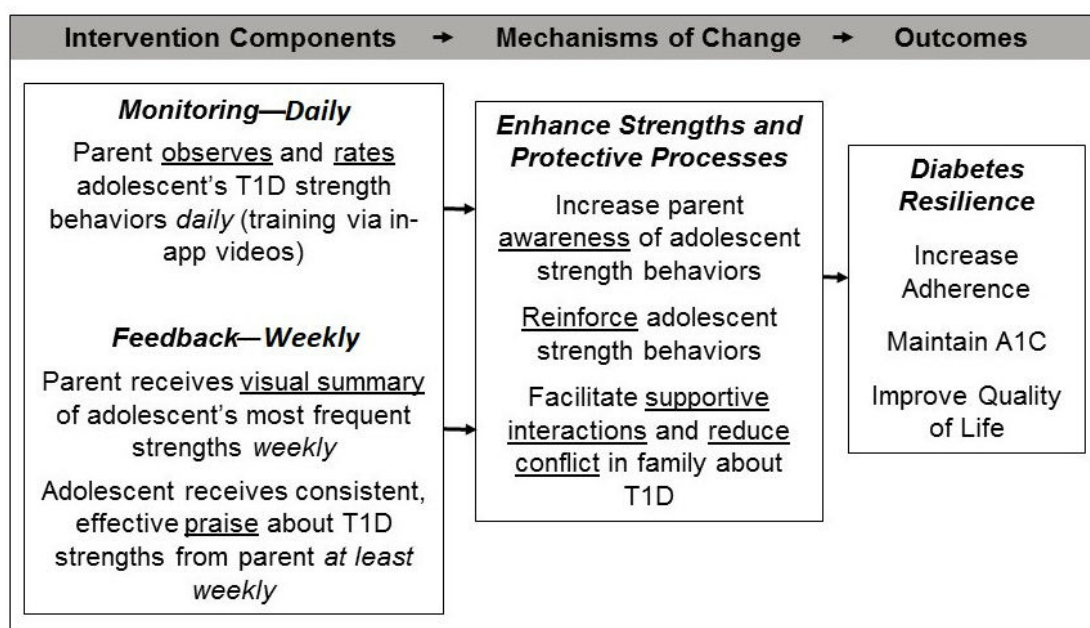 Intervention Components → Mechanisms of Change → Outcomes
Monitoring—Daily
Parent observes and rates
adolescent's T1D strength
behaviors daily (training via in-
app videos)
Feedback—Weekly
Parent receives visual summary
of adolescent's most frequent
strengths weekly
Adolescent receives consistent,
effective praise about T1D
strengths from parent at least
weekly
Enhance Strengths and
Protective Processes
Increase parent
awareness of adolescent
strength behaviors
Reinforce adolescent
strength behaviors
Facilitate supportive
interactions and reduce
conflict in family about
T1D
Diabetes
Resilience
Increase
Adherence
Maintain A1C
Improve Quality
of Life